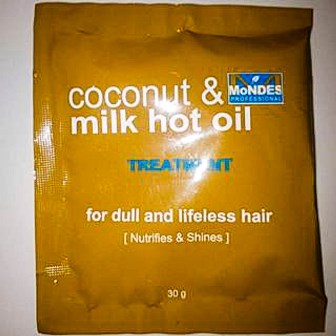 coconut &
MoNDES
PROFESSIONAL
milk hot oil
TREATMENT
for dull and lifeless hair
[ Nutrifies & Shines ]
30 g